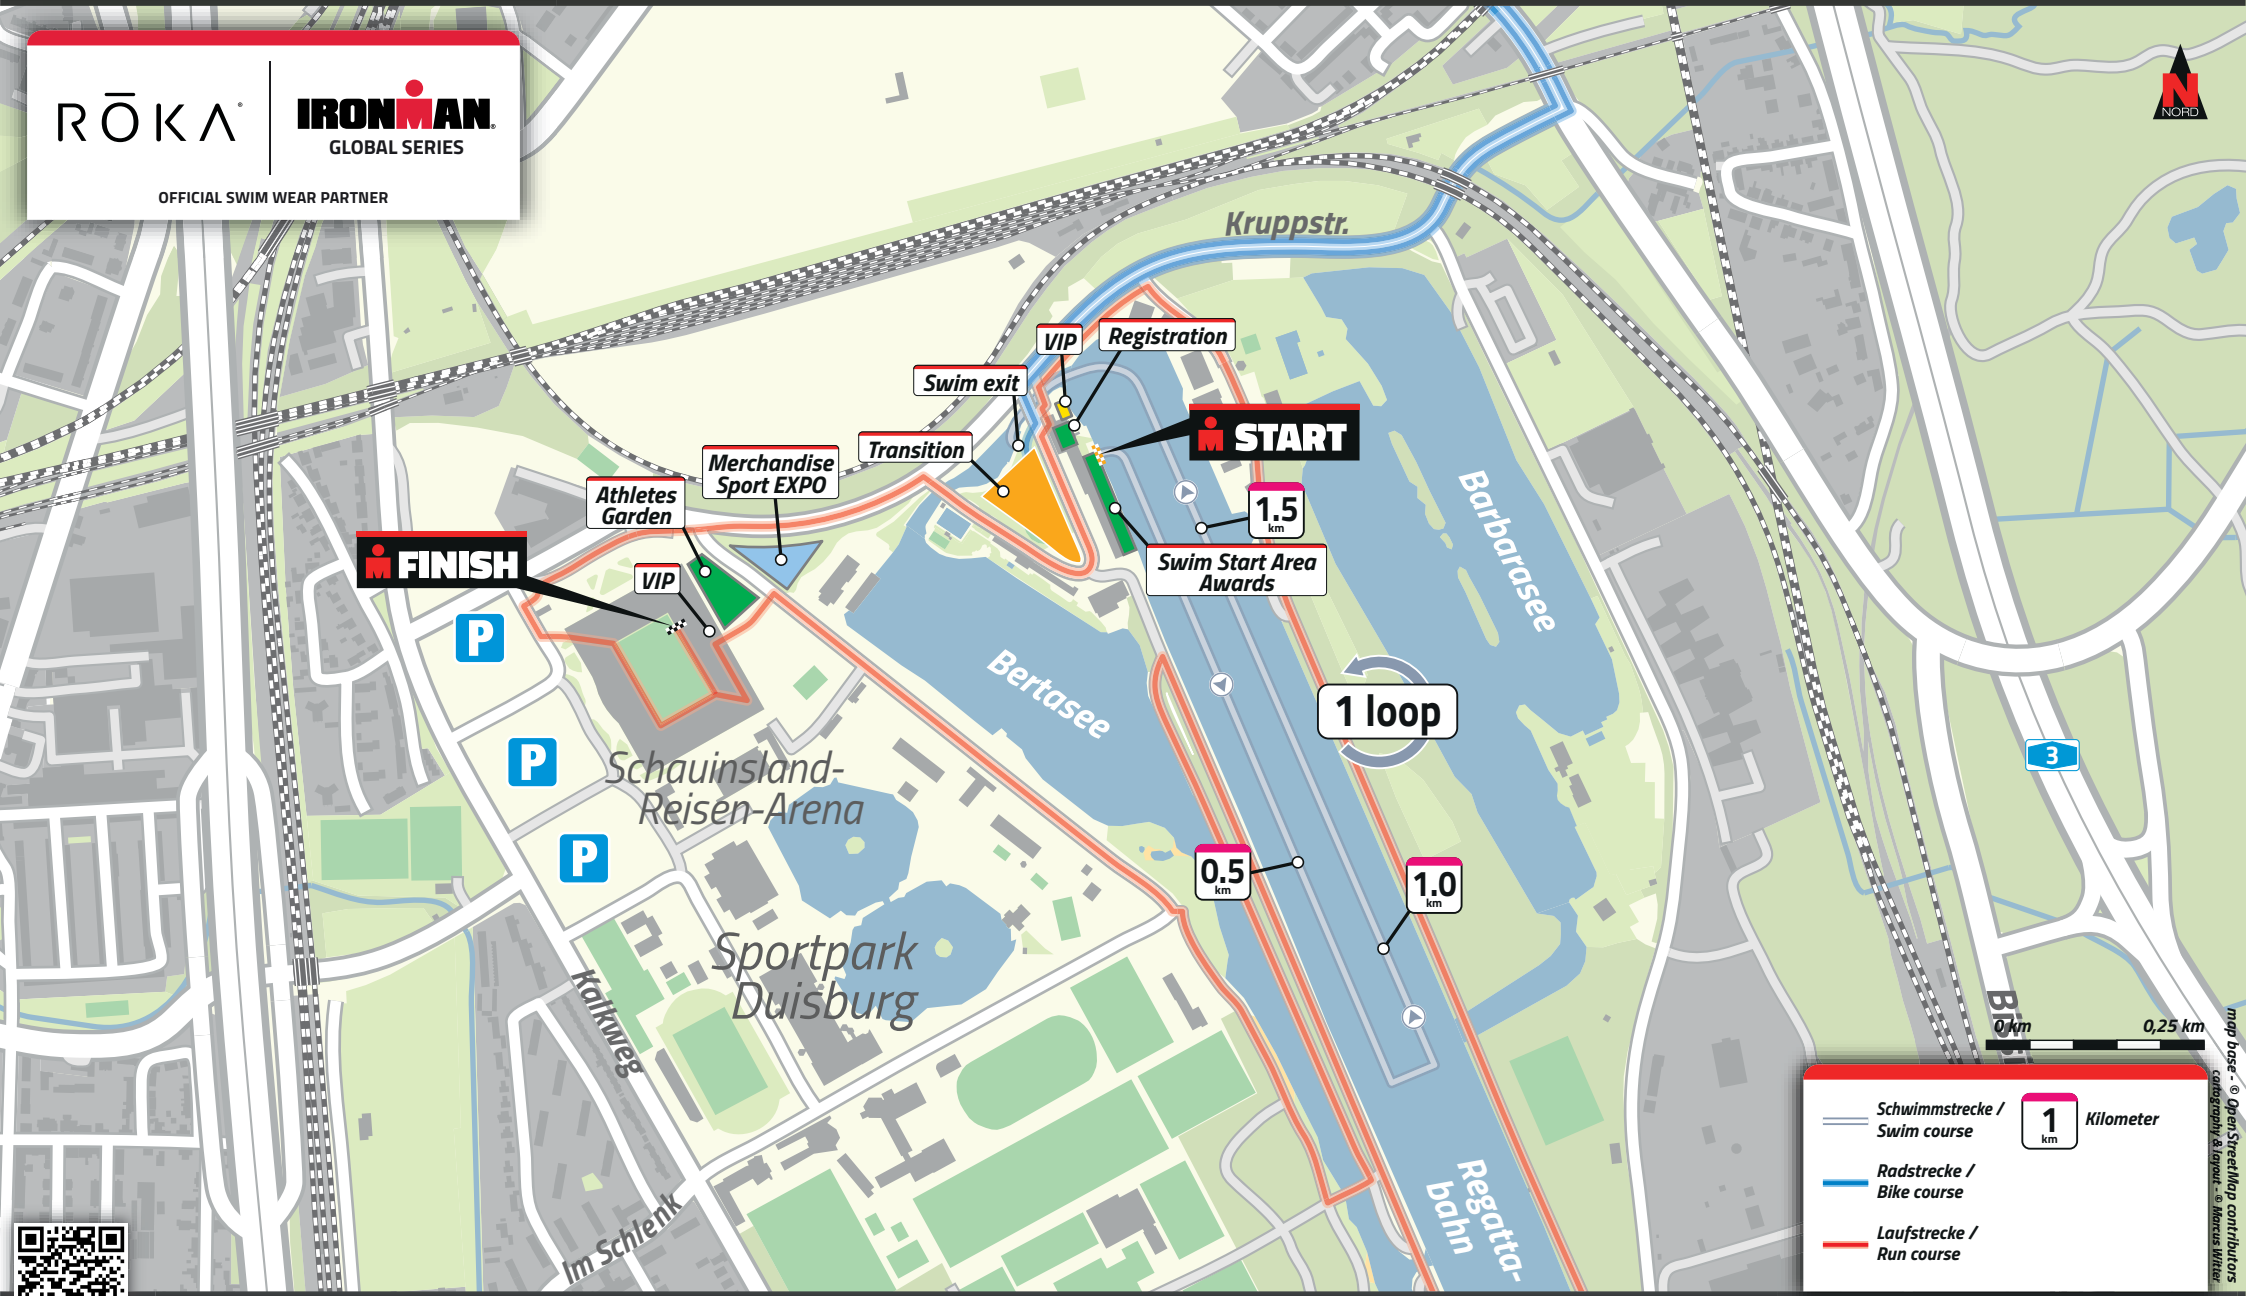 RŌKA
IRONMAN
GLOBAL SERIES
OFFICIAL SWIM WEAR PARTNER
N
NORD
Kruppstr.
VIP
Registration
Swim exit
START
Transition
Merchandise
Sport EXPO
Athletes
Garden
1.5
km
FINISH
VIP
Swim Start Area
Awards
Barbarasee
P
Bertasee
1 loop
P
Schauinsland-
Reisen-Arena
3
P
0.5
km
1.0
km
Sportpark
Duisburg
Kalkweg
Im Schlenk
Regatta-
bahn
0 km
0,25 km
Schwimmstrecke /
Swim course
1
km
Kilometer
Radstrecke /
Bike course
Laufstrecke /
Run course
map base - © OpenStreetMap contributors
cartography & layout - © Marcus Witter